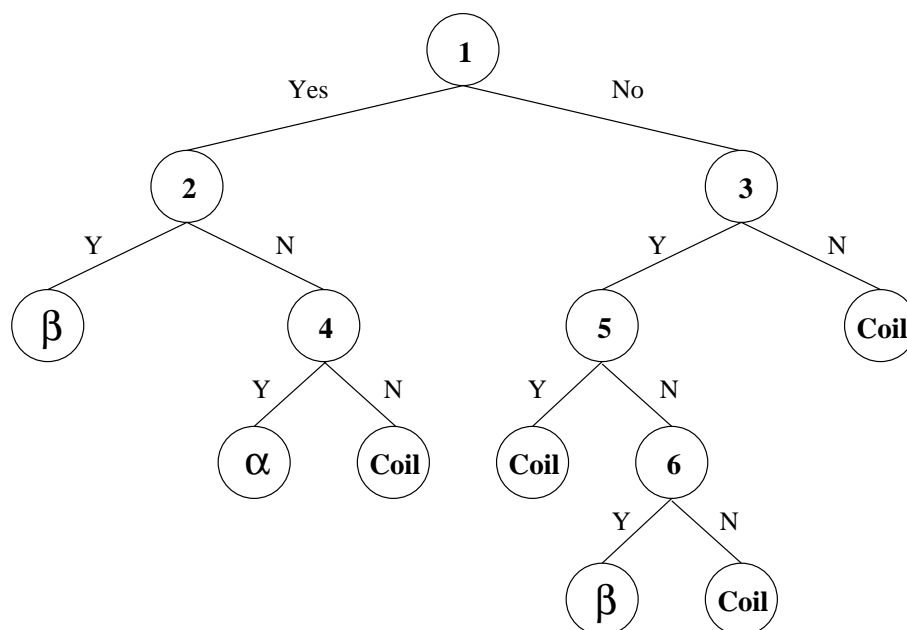 1
Yes No
2 3
Y N Y N
β 4 5 Coil
Y N Y N
α Coil Coil 6
Y N
β Coil